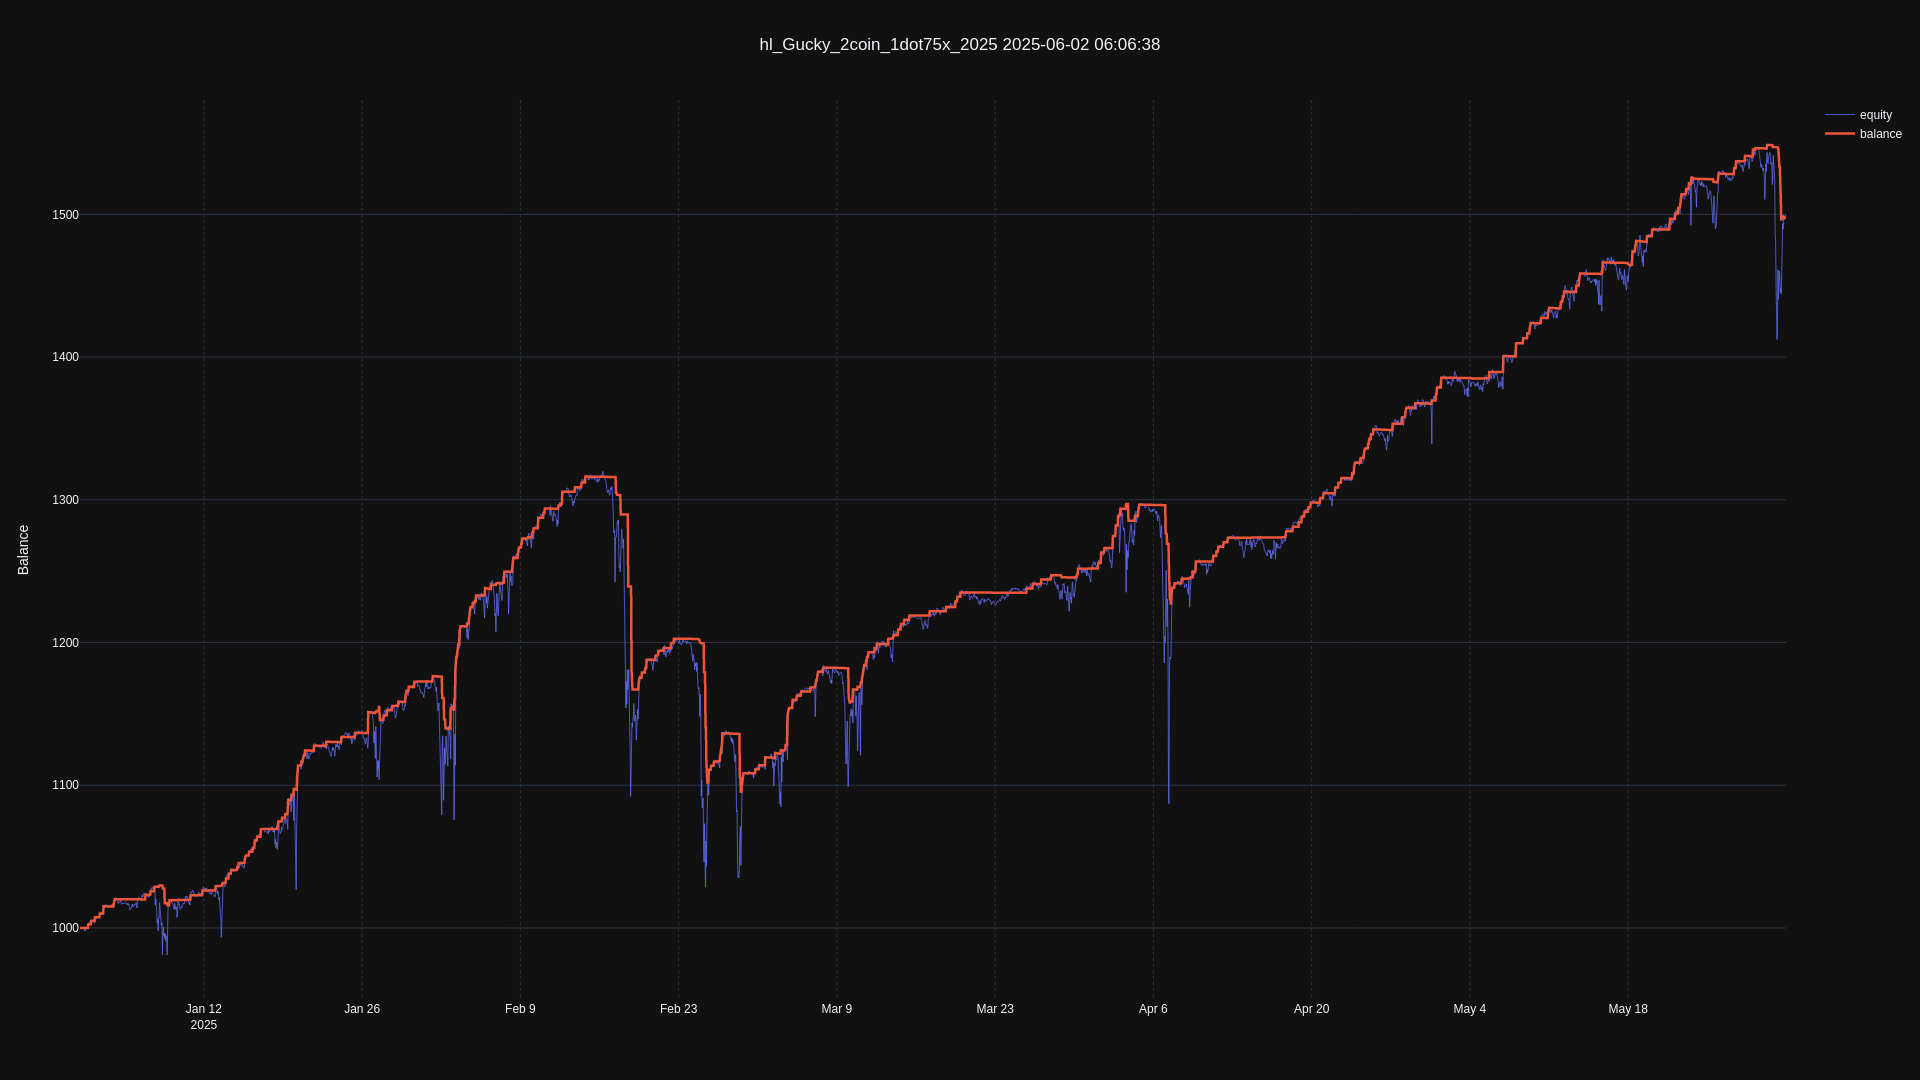 hl_Gucky_2coin_1dot75x_2025 2025-06-02 06:06:38
equity
balance
Balance
1500
1400
1300
1200
1100
1000
Jan 12
2025
Jan 26
Feb 9
Feb 23
Mar 9
Mar 23
Apr 6
Apr 20
May 4
May 18